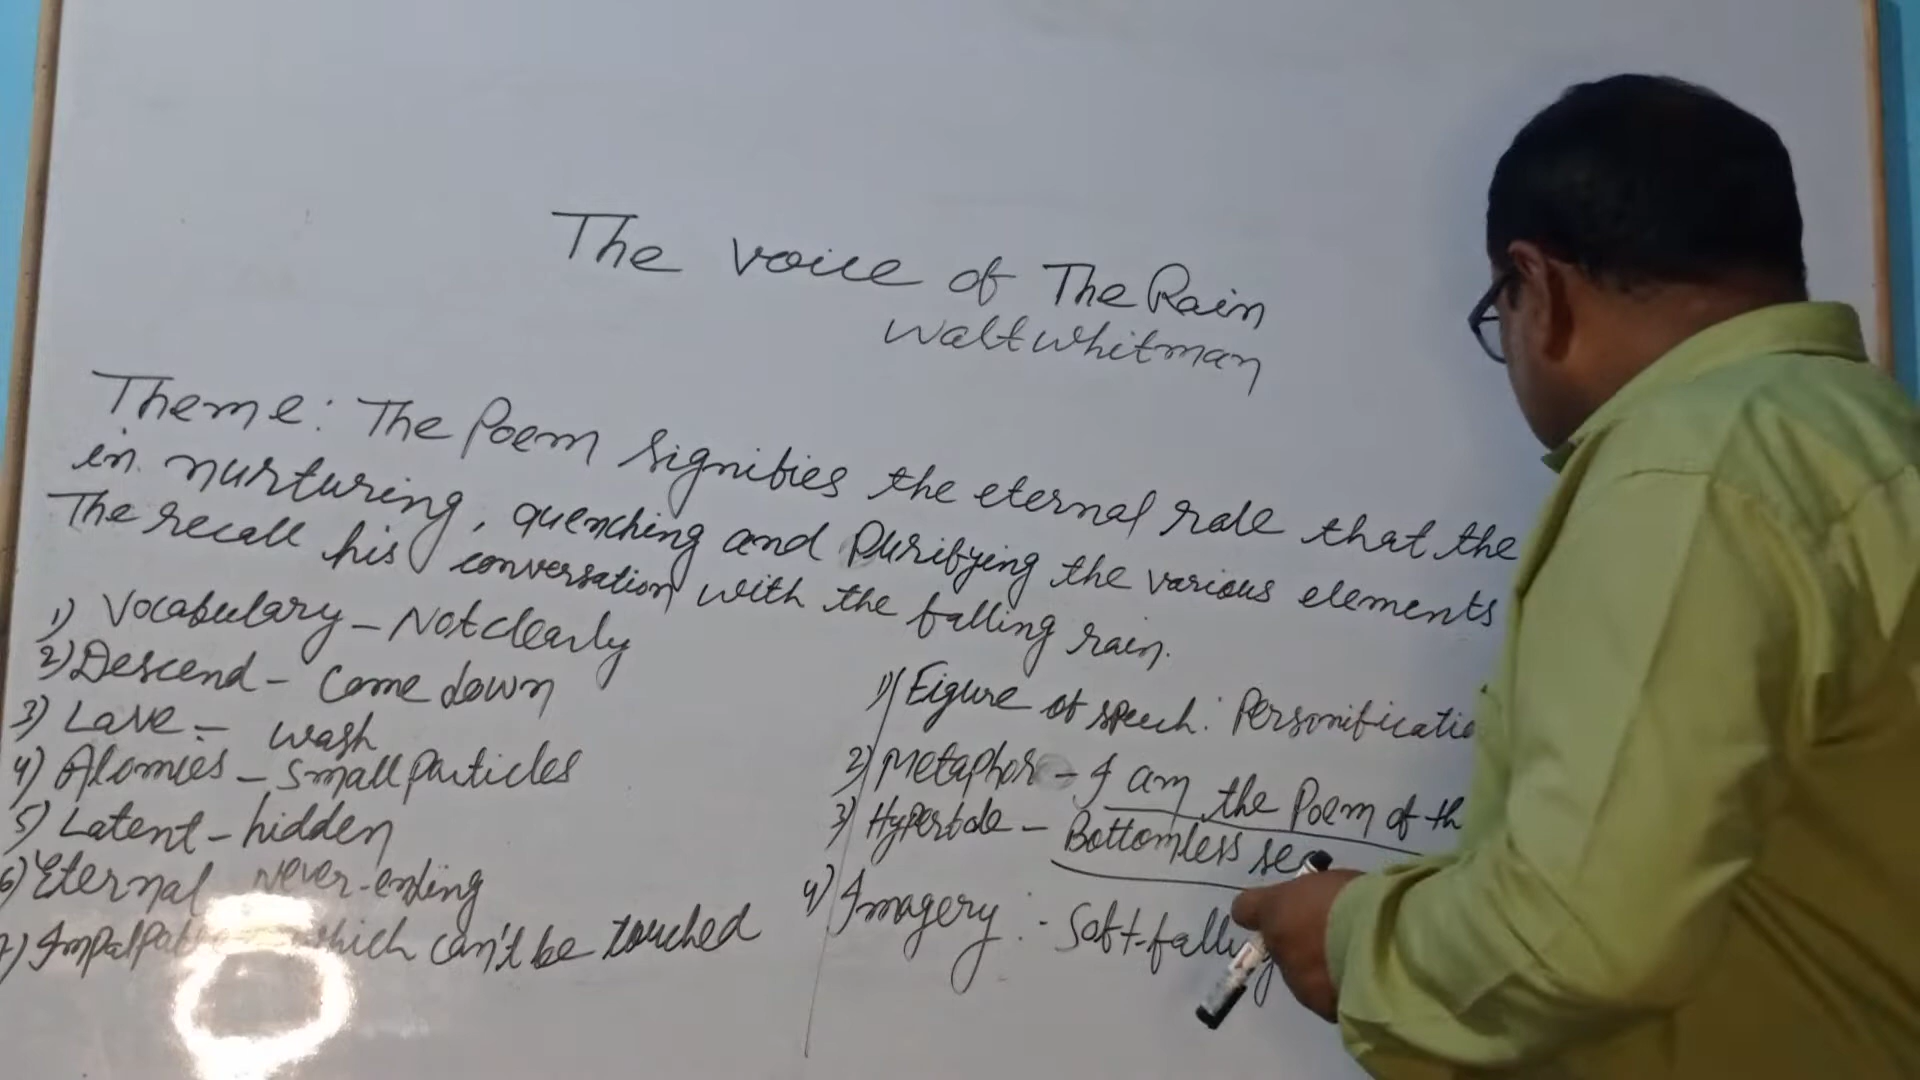 The Voice of The Rain
Walt Whitman
Theme: The Poem signifies the eternal role that the
in nurturing, quenching and purifying the various elements
The recall his conversation with the falling rain.
1) Vocabulary - Not clearly
2) Descend - Come down
3) Lave - wash
4) Atomies - Small Particles
5) Latent - hidden
6) Eternal never-ending
7) which can't be touched
1) Figure of speech: Personificatio
2) Metaphor - I am the Poem of th
3) Hyperbole - Bottomless sea
4) Imagery :- Soft-falling